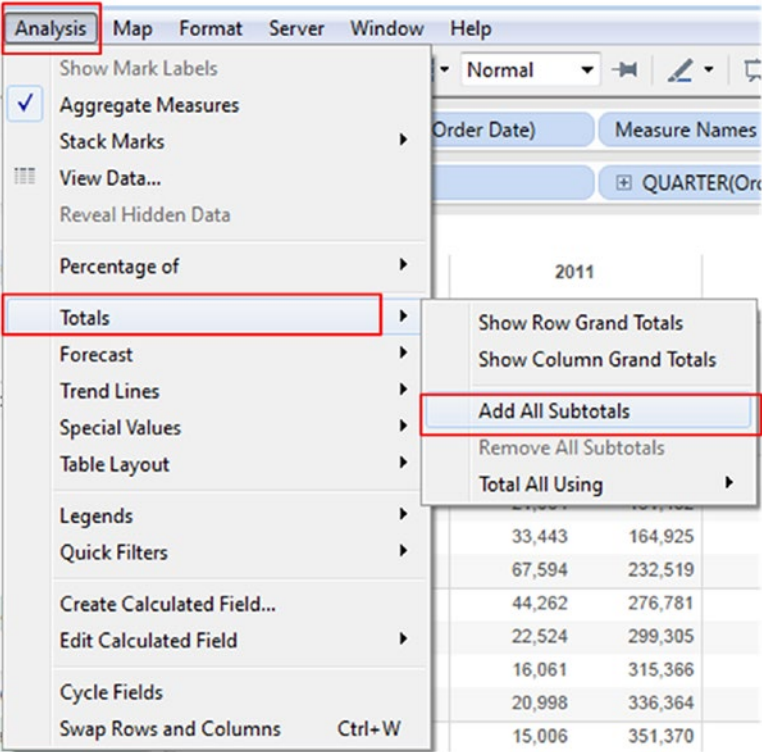 Analysis Map Format Server Window Help
Show Mark Labels
Normal
Aggregate Measures
Order Date) Measure Names
Stack Marks
View Data...
QUARTER(Ord
Reveal Hidden Data
Percentage of
2011
Totals
Show Row Grand Totals
Forecast
Show Column Grand Totals
Trend Lines
Add All Subtotals
Special Values
Remove All Subtotals
Table Layout
Total All Using
Legends
33,443 164,925
Quick Filters
67,594 232,519
Create Calculated Field...
44,262 276,781
Edit Calculated Field
22,524 299,305
16,061 315,366
Cycle Fields
20,998 336,364
Swap Rows and Columns Ctrl+W
15,006 351,370